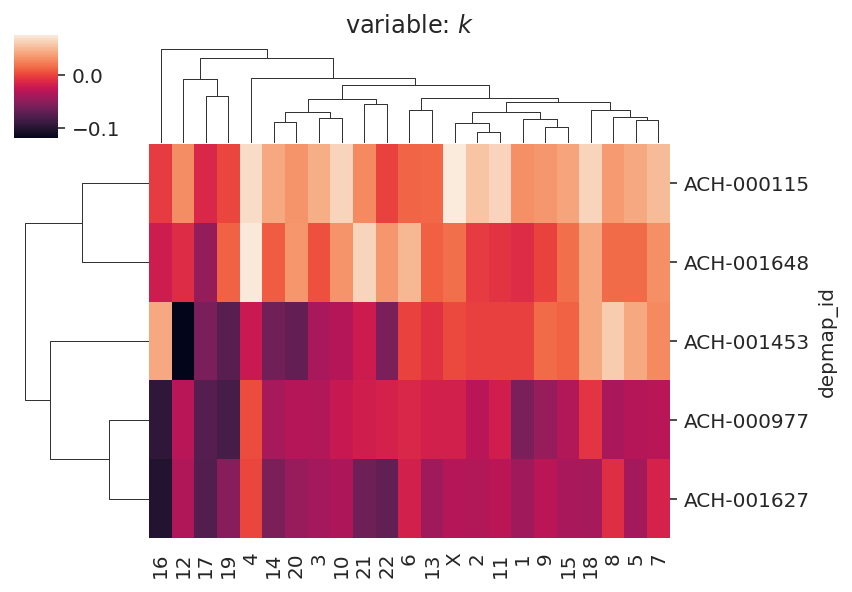 variable: k
0.0
−0.1
ACH-000115
ACH-001648
ACH-001453
ACH-000977
ACH-001627
depmap_id
16 12 17 19 4 14 20 3 10 21 22 6 13 X 2 11 1 9 15 18 8 5 7